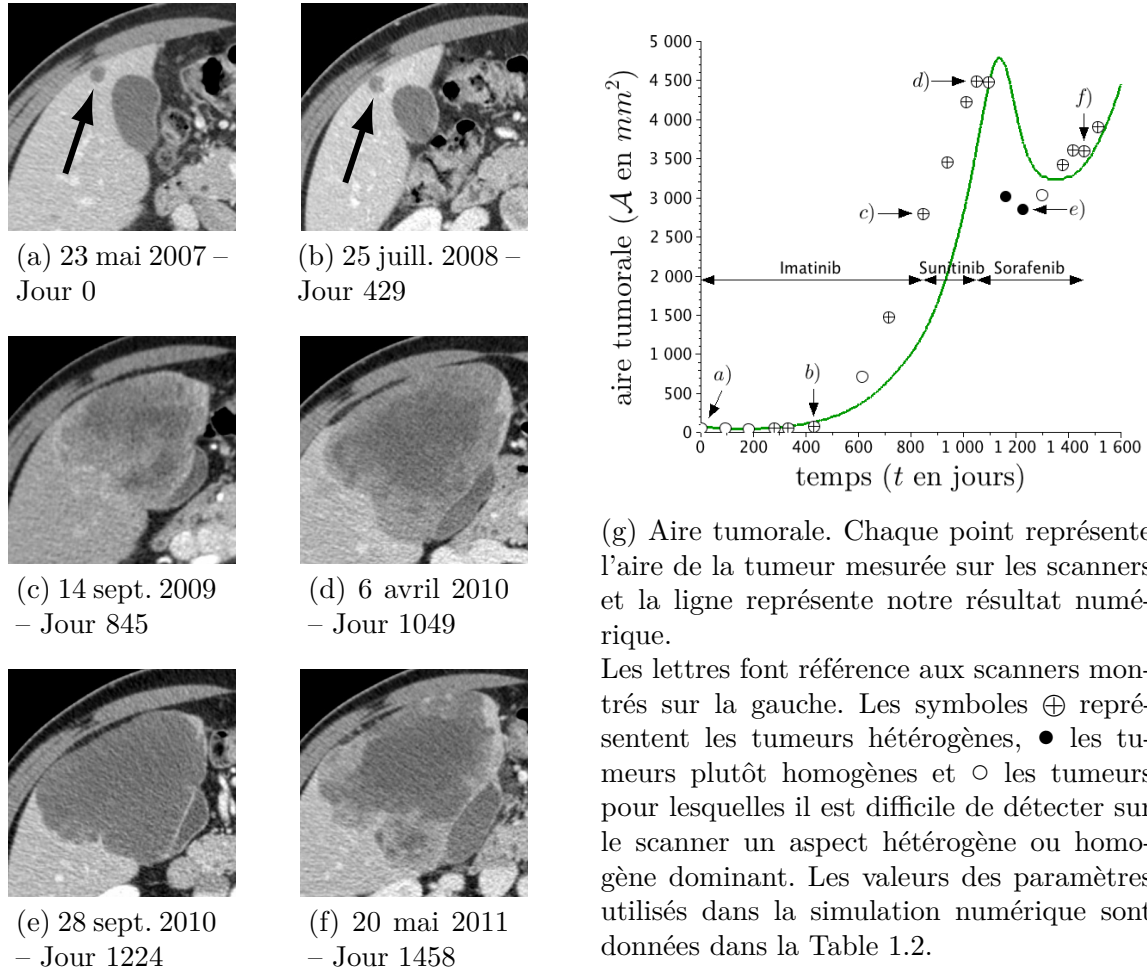 (a) 23 mai 2007 –
Jour 0
(b) 25 juill. 2008 –
Jour 429
(c) 14 sept. 2009
– Jour 845
(d) 6 avril 2010
– Jour 1049
(e) 28 sept. 2010
– Jour 1224
(f) 20 mai 2011
– Jour 1458
aire tumorale (𝒜 en mm²)
5 000
4 500
4 000
3 500
3 000
2 500
2 000
1 500
1 000
500
0
d)
f)
c)
e)
Imatinib
Sunitinib
Sorafenib
a)
b)
0 200 400 600 800 1 000 1 200 1 400 1 600
temps (t en jours)
(g) Aire tumorale. Chaque point représente
l'aire de la tumeur mesurée sur les scanners
et la ligne représente notre résultat numé-
rique.
Les lettres font référence aux scanners mon-
trés sur la gauche. Les symboles ⊕ repré-
sentent les tumeurs hétérogènes, ● les tu-
meurs plutôt homogènes et ○ les tumeurs
pour lesquelles il est difficile de détecter sur
le scanner un aspect hétérogène ou homo-
gène dominant. Les valeurs des paramètres
utilisés dans la simulation numérique sont
données dans la Table 1.2.